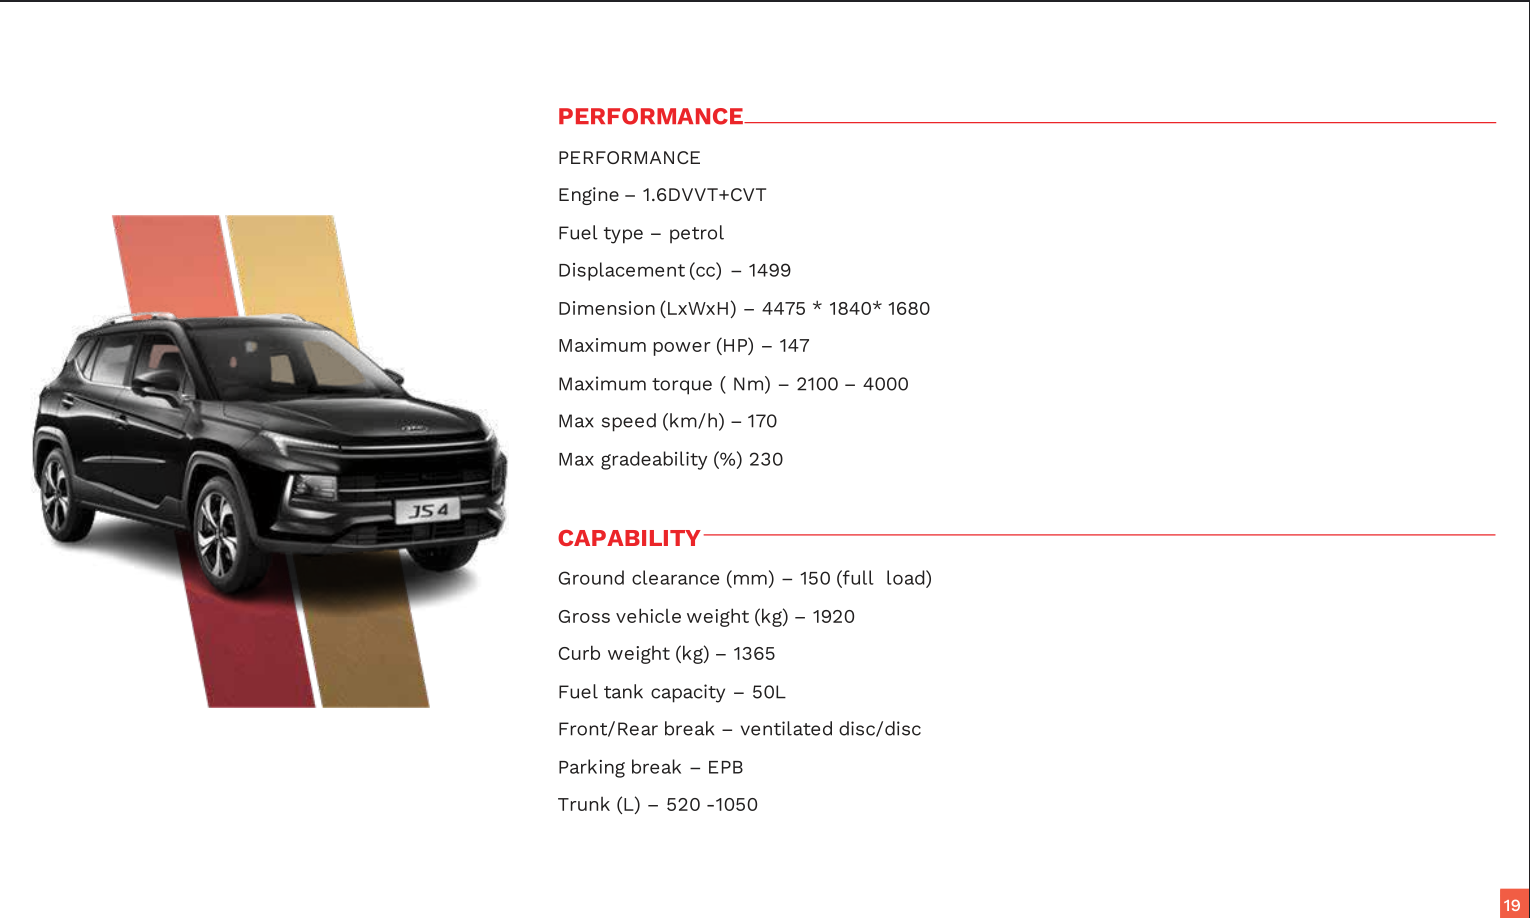 PERFORMANCE
PERFORMANCE
Engine – 1.6DVVT+CVT
Fuel type – petrol
Displacement (cc) – 1499
Dimension (LxWxH) – 4475 * 1840* 1680
Maximum power (HP) – 147
Maximum torque ( Nm) – 2100 – 4000
Max speed (km/h) – 170
Max gradeability (%) 230
JS4
CAPABILITY
Ground clearance (mm) – 150 (full load)
Gross vehicle weight (kg) – 1920
Curb weight (kg) – 1365
Fuel tank capacity – 50L
Front/Rear break – ventilated disc/disc
Parking break – EPB
Trunk (L) – 520 -1050
19